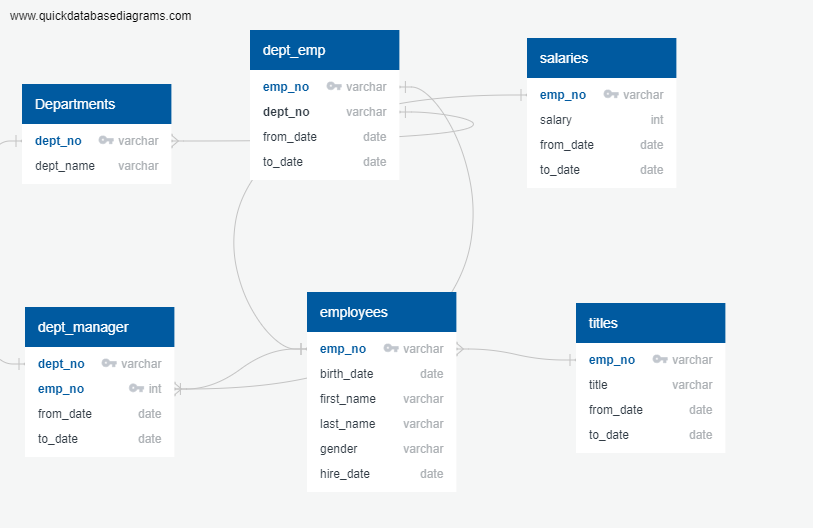 www.quickdatabasediagrams.com
dept_emp
emp_no varchar
dept_no varchar
from_date date
to_date date
salaries
emp_no varchar
salary int
from_date date
to_date date
Departments
dept_no varchar
dept_name varchar
dept_manager
dept_no varchar
emp_no int
from_date date
to_date date
employees
emp_no varchar
birth_date date
first_name varchar
last_name varchar
gender varchar
hire_date date
titles
emp_no varchar
title varchar
from_date date
to_date date